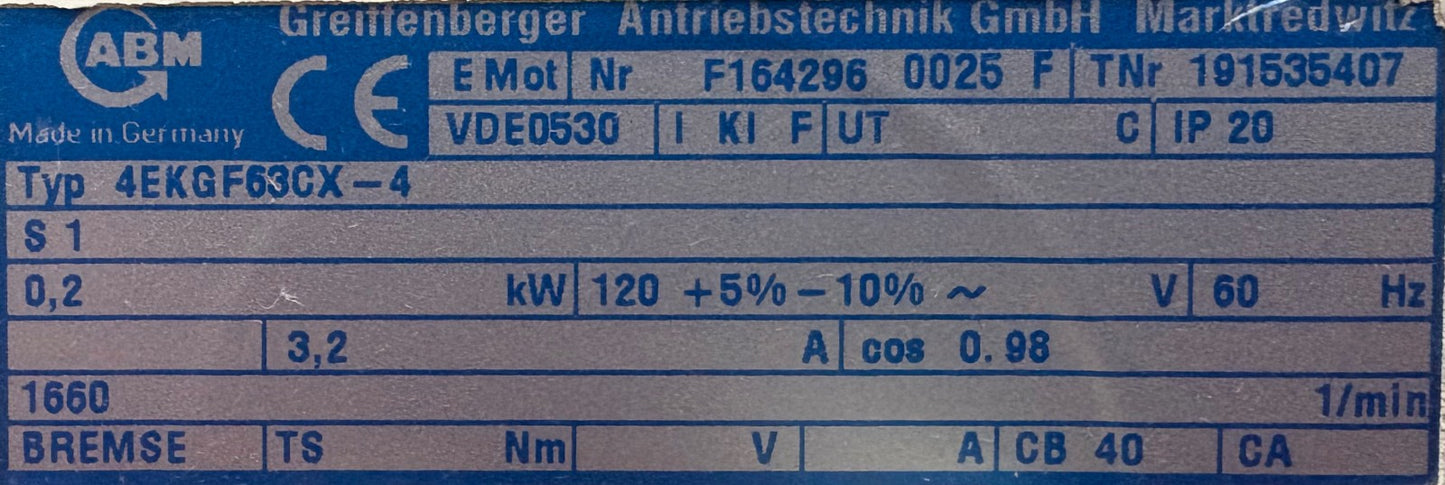 ABM Greiffenberger Antriebstechnik GmbH Marktredwitz
Made in Germany CE
E Mot Nr F164296 0025 F TNr 191535407
VDE0530 I KI F UT C IP 20
Typ 4EKGF63CX-4
S 1
0,2 kW 120 +5% -10% ~ V 60 Hz
3,2 A cos 0.98
1660 1/min
BREMSE TS Nm V A CB 40 CA